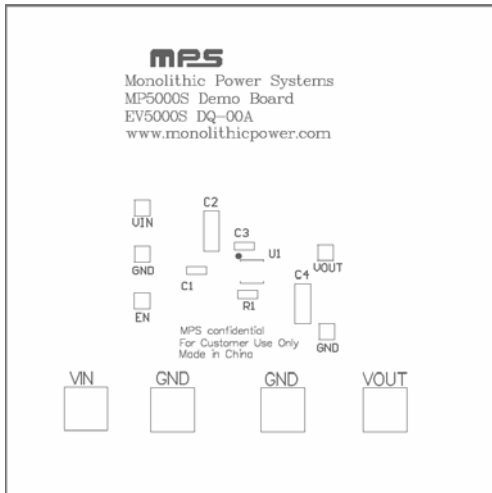 MPS
Monolithic Power Systems
MP5000S Demo Board
EV5000S DQ-00A
www.monolithicpower.com
C2
VIN
C3
U1
GND
VOUT
C1
C4
EN
R1
MPS confidential
For Customer Use Only
Made in China
GND
VIN GND GND VOUT